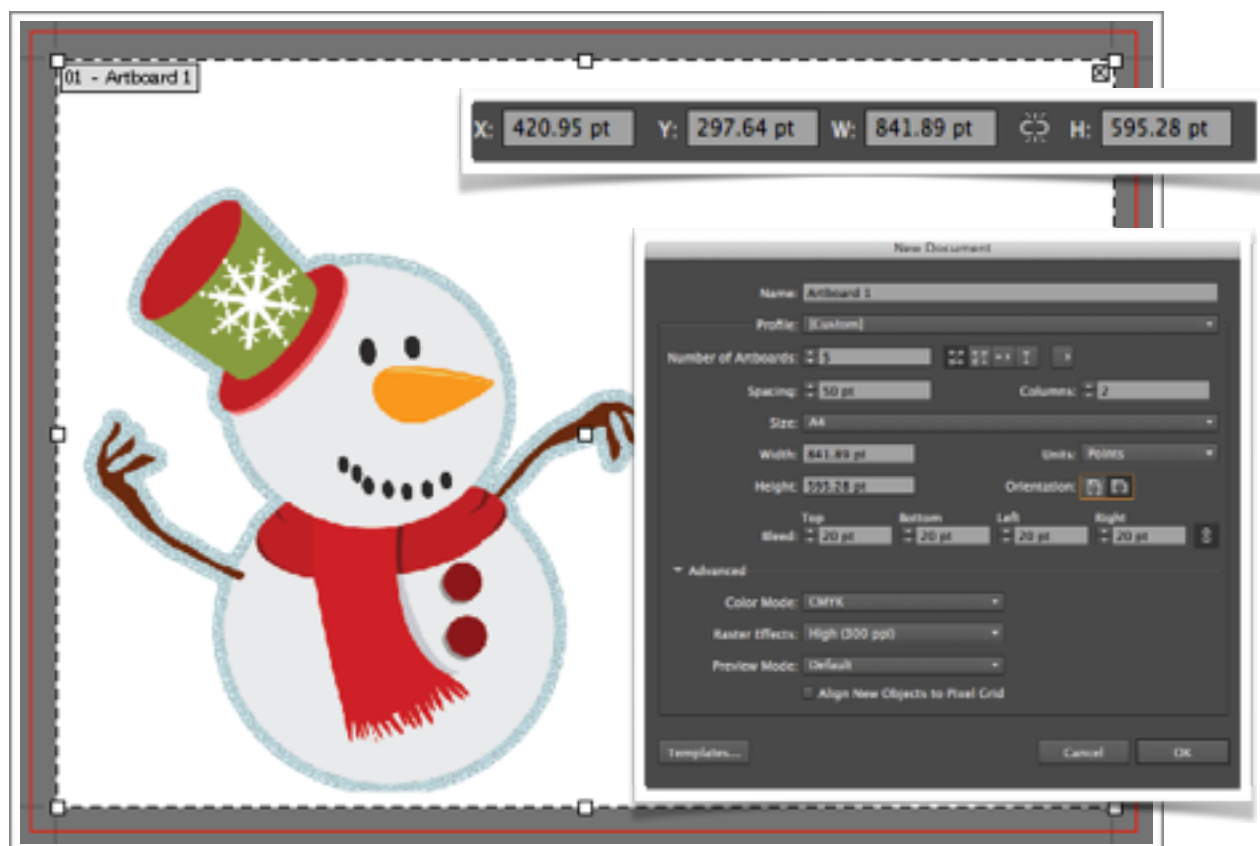 01 - Artboard 1
X: 420.95 pt Y: 297.64 pt W: 841.89 pt H: 595.28 pt
New Document
Name: Artboard 1
Profile: [Custom]
Number of Artboards: 5
Spacing: 50 pt Columns: 2
Size: A4
Width: 841.89 pt Units: Points
Height: 595.28 pt Orientation:
Top Bottom Left Right
Bleed: 20 pt 20 pt 20 pt 20 pt
Advanced
Color Mode: CMYK
Raster Effects: High (300 ppi)
Preview Mode: Default
Align New Objects to Pixel Grid
Templates... Cancel OK